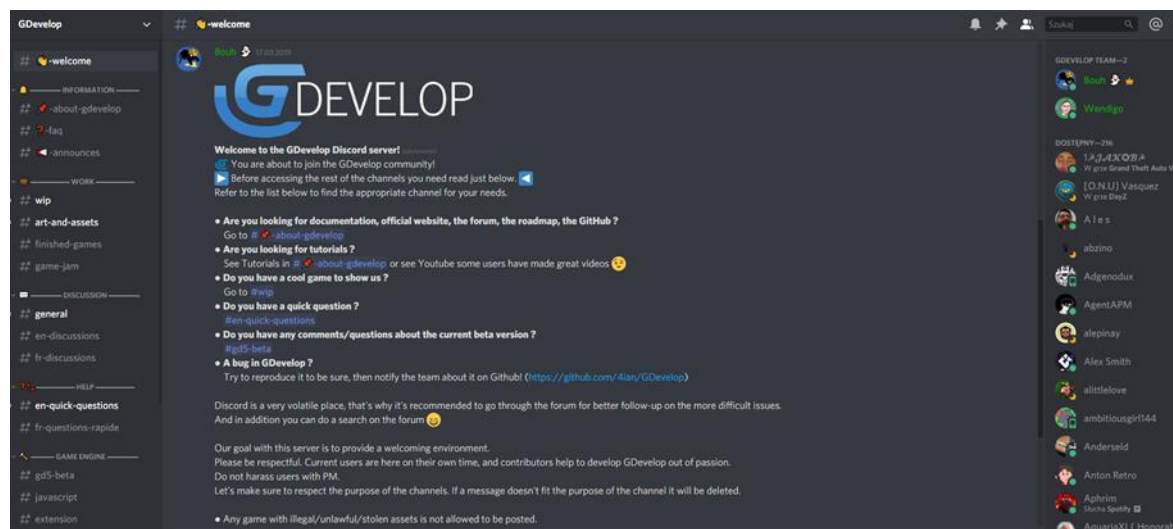 GDevelop
# 👋-welcome
Szukaj
# 👋-welcome
INFORMATION
# 📌-about-gdevelop
# ❓-faq
# 📢-announces
WORK
# wip
# art-and-assets
# finished-games
# game-jam
DISCUSSION
# general
# en-discussions
# fr-discussions
HELP
# en-quick-questions
# fr-questions-rapide
GAME ENGINE
# gd5-beta
# javascript
# extension
Bouh 17.03.2019
GDEVELOP
Welcome to the GDevelop Discord server!
You are about to join the GDevelop community!
Before accessing the rest of the channels you need read just below.
Refer to the list below to find the appropriate channel for your needs.
• Are you looking for documentation, official website, the forum, the roadmap, the GitHub ?
Go to # 📌-about-gdevelop
• Are you looking for tutorials ?
See Tutorials in # 📌-about-gdevelop or see Youtube some users have made great videos 😉
• Do you have a cool game to show us ?
Go to #wip
• Do you have a quick question ?
#en-quick-questions
• Do you have any comments/questions about the current beta version ?
#gd5-beta
• A bug in GDevelop ?
Try to reproduce it to be sure, then notify the team about it on Github! (https://github.com/4ian/GDevelop)
Discord is a very volatile place, that's why it's recommended to go through the forum for better follow-up on the more difficult issues.
And in addition you can do a search on the forum 😄
Our goal with this server is to provide a welcoming environment.
Please be respectful. Current users are here on their own time, and contributors help to develop GDevelop out of passion.
Do not harass users with PM.
Let's make sure to respect the purpose of the channels. If a message doesn't fit the purpose of the channel it will be deleted.
• Any game with illegal/unlawful/stolen assets is not allowed to be posted.
GDEVELOP TEAM—2
Bouh
Wendigo
DOSTĘPNY—216
W grze Grand Theft Auto V
[O.N.U] Vasquez
W grze DayZ
Ales
abzino
Adgenodux
AgentAPM
alepinay
Alex Smith
alittlelove
ambitiousgirl144
Anderseid
Anton Retro
Aphrim
Słucha Spotify